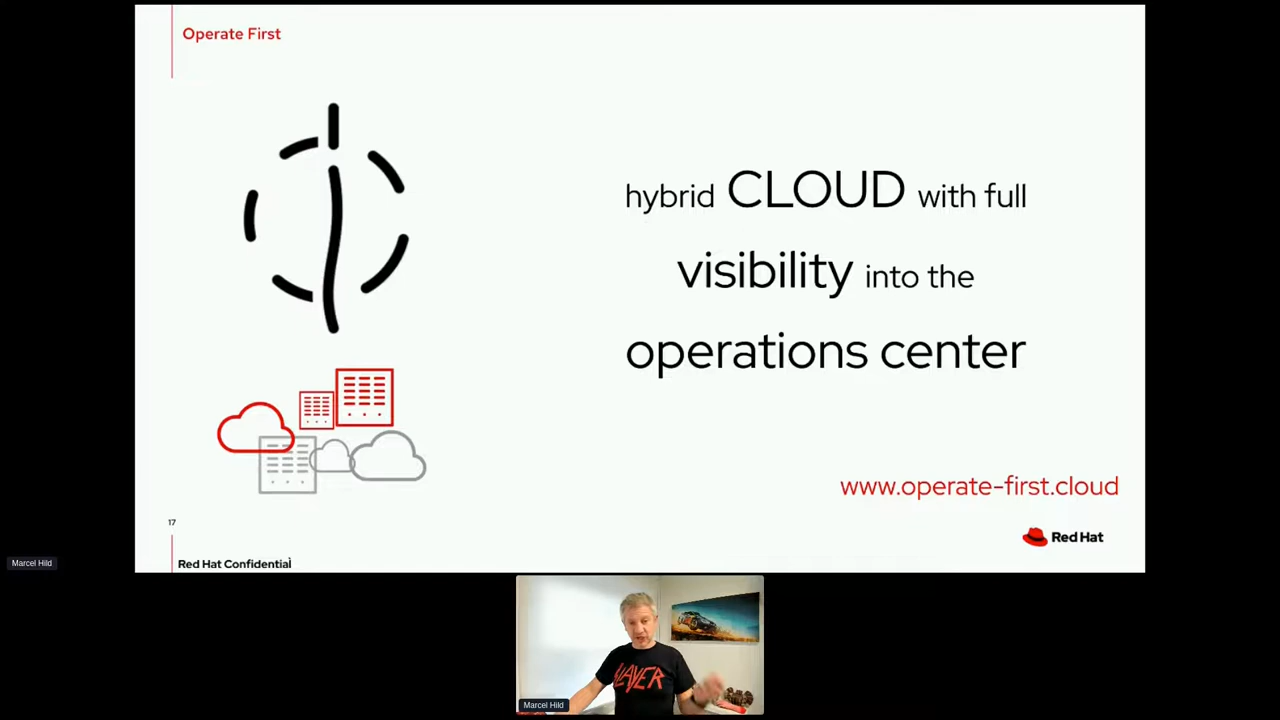 Operate First
hybrid CLOUD with full
visibility into the
operations center
www.operate-first.cloud
17
Red Hat
Red Hat Confidential
Marcel Hild
SLAYER
Marcel Hild